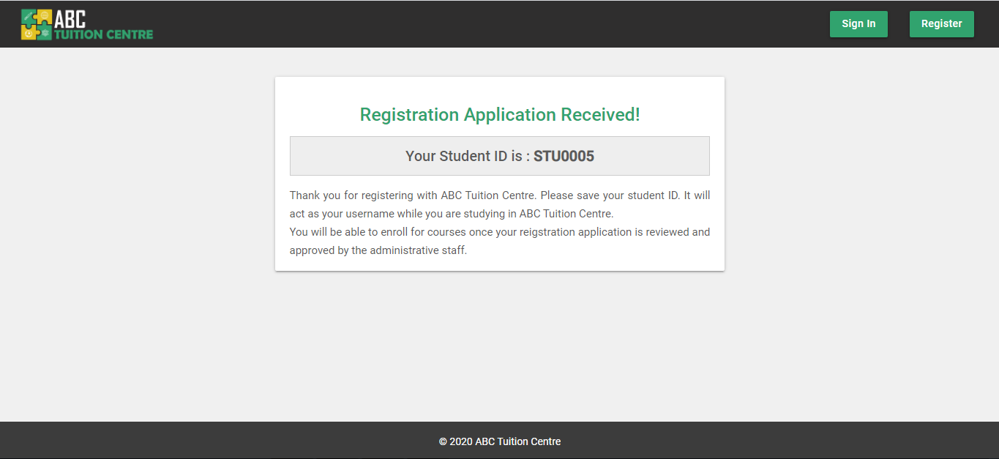 ABC
TUITION CENTRE
Sign In
Register
Registration Application Received!
Your Student ID is : STU0005
Thank you for registering with ABC Tuition Centre. Please save your student ID. It will
act as your username while you are studying in ABC Tuition Centre.
You will be able to enroll for courses once your reigstration application is reviewed and
approved by the administrative staff.
© 2020 ABC Tuition Centre